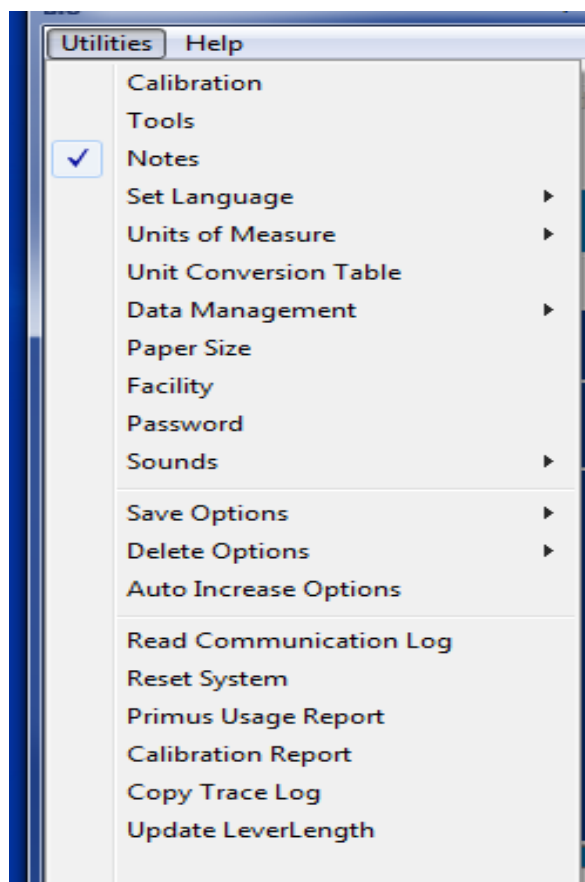 Utilities Help
Calibration
Tools
Notes
Set Language
Units of Measure
Unit Conversion Table
Data Management
Paper Size
Facility
Password
Sounds
Save Options
Delete Options
Auto Increase Options
Read Communication Log
Reset System
Primus Usage Report
Calibration Report
Copy Trace Log
Update LeverLength